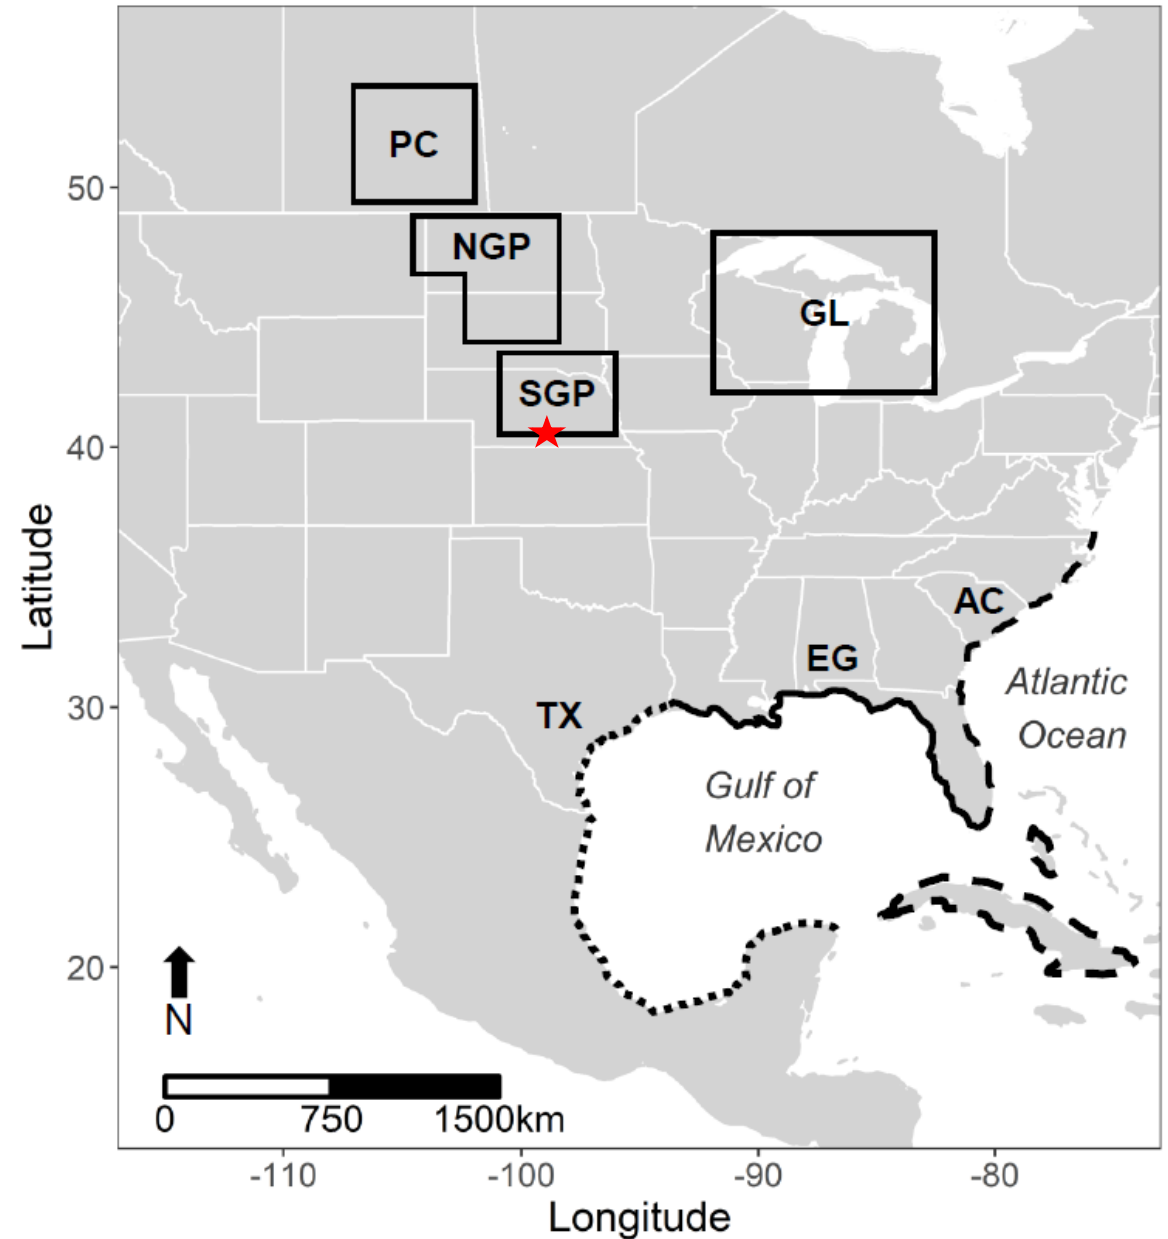 PC
50
NGP
GL
SGP
40
Latitude
AC
EG
Atlantic
Ocean
TX
30
Gulf of
Mexico
20
N
0 750 1500km
-110 -100 -90 -80
Longitude